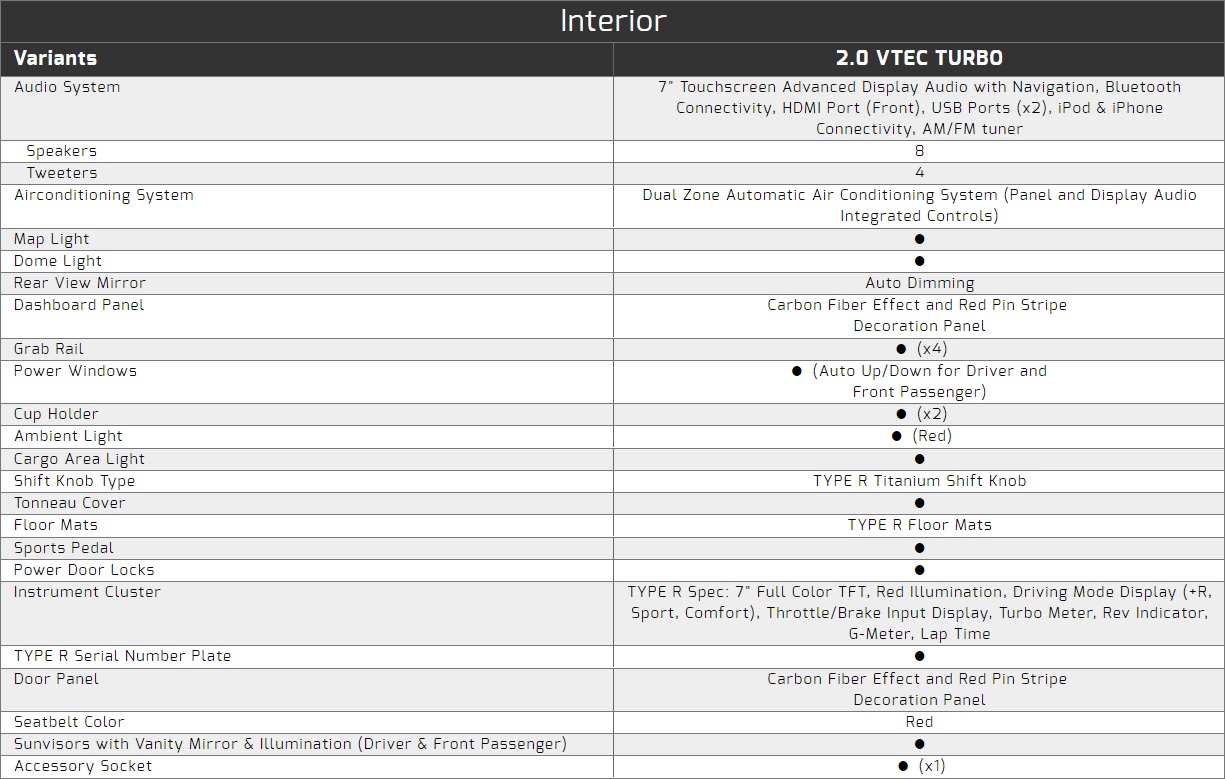 Interior
Variants 2.0 VTEC TURBO
Audio System 7" Touchscreen Advanced Display Audio with Navigation, Bluetooth
Connectivity, HDMI Port (Front), USB Ports (x2), iPod & iPhone
Connectivity, AM/FM tuner
Speakers 8
Tweeters 4
Airconditioning System Dual Zone Automatic Air Conditioning System (Panel and Display Audio
Integrated Controls)
Map Light ●
Dome Light ●
Rear View Mirror Auto Dimming
Dashboard Panel Carbon Fiber Effect and Red Pin Stripe
Decoration Panel
Grab Rail ● (x4)
Power Windows ● (Auto Up/Down for Driver and
Front Passenger)
Cup Holder ● (x2)
Ambient Light ● (Red)
Cargo Area Light ●
Shift Knob Type TYPE R Titanium Shift Knob
Tonneau Cover ●
Floor Mats TYPE R Floor Mats
Sports Pedal ●
Power Door Locks ●
Instrument Cluster TYPE R Spec: 7" Full Color TFT, Red Illumination, Driving Mode Display (+R,
Sport, Comfort), Throttle/Brake Input Display, Turbo Meter, Rev Indicator,
G-Meter, Lap Time
TYPE R Serial Number Plate ●
Door Panel Carbon Fiber Effect and Red Pin Stripe
Decoration Panel
Seatbelt Color Red
Sunvisors with Vanity Mirror & Illumination (Driver & Front Passenger) ●
Accessory Socket ● (x1)